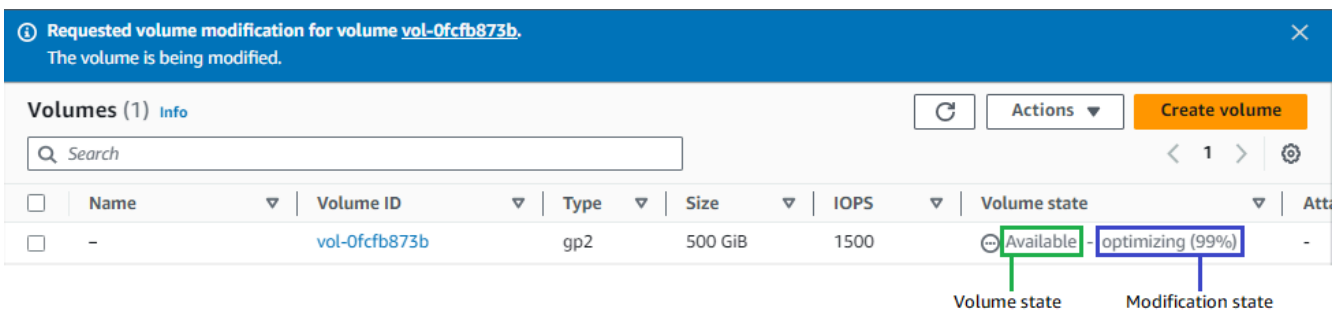 Requested volume modification for volume vol-0fcfb873b.
The volume is being modified.
Volumes (1) Info
Actions
Create volume
Search
1
Name Volume ID Type Size IOPS Volume state Atta
– vol-0fcfb873b gp2 500 GiB 1500 Available - optimizing (99%) -
Volume state Modification state